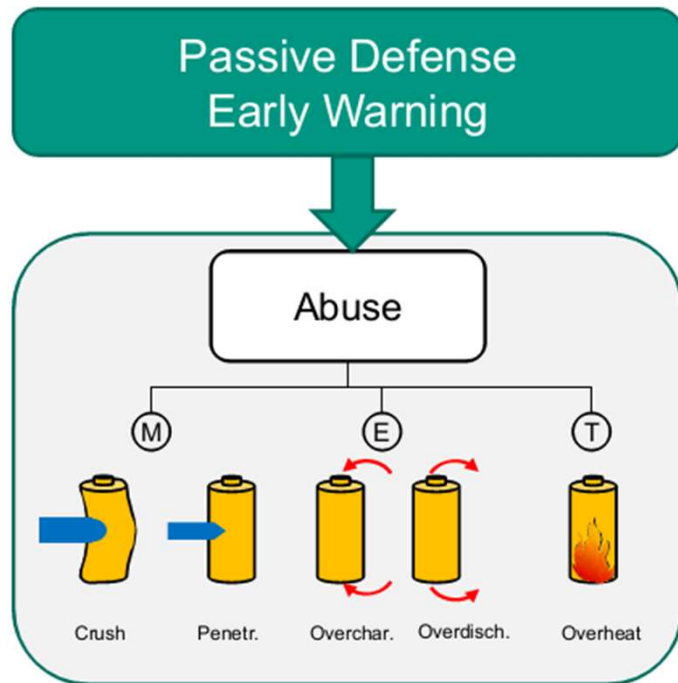 Passive Defense
Early Warning
Abuse
M
E
T
Crush
Penetr.
Overchar.
Overdisch.
Overheat